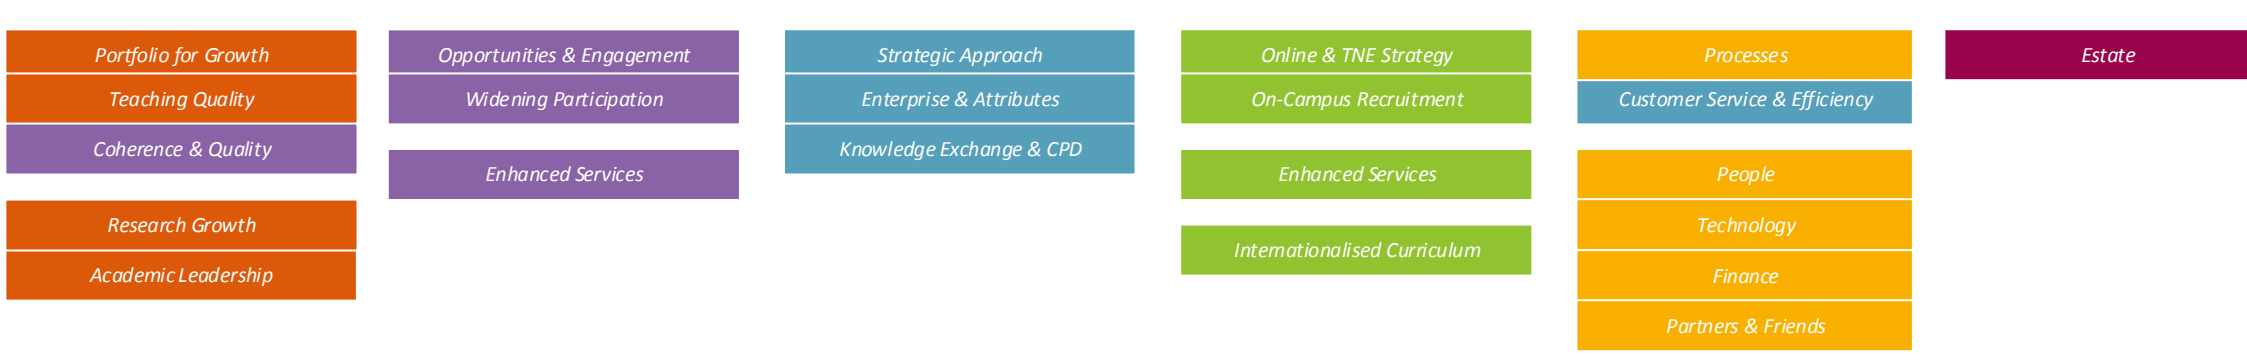 Portfolio for Growth
Teaching Quality
Coherence & Quality
Research Growth
Academic Leadership
Opportunities & Engagement
Widening Participation
Enhanced Services
Strategic Approach
Enterprise & Attributes
Knowledge Exchange & CPD
Online & TNE Strategy
On-Campus Recruitment
Enhanced Services
Internationalised Curriculum
Processes
Customer Service & Efficiency
People
Technology
Finance
Partners & Friends
Estate